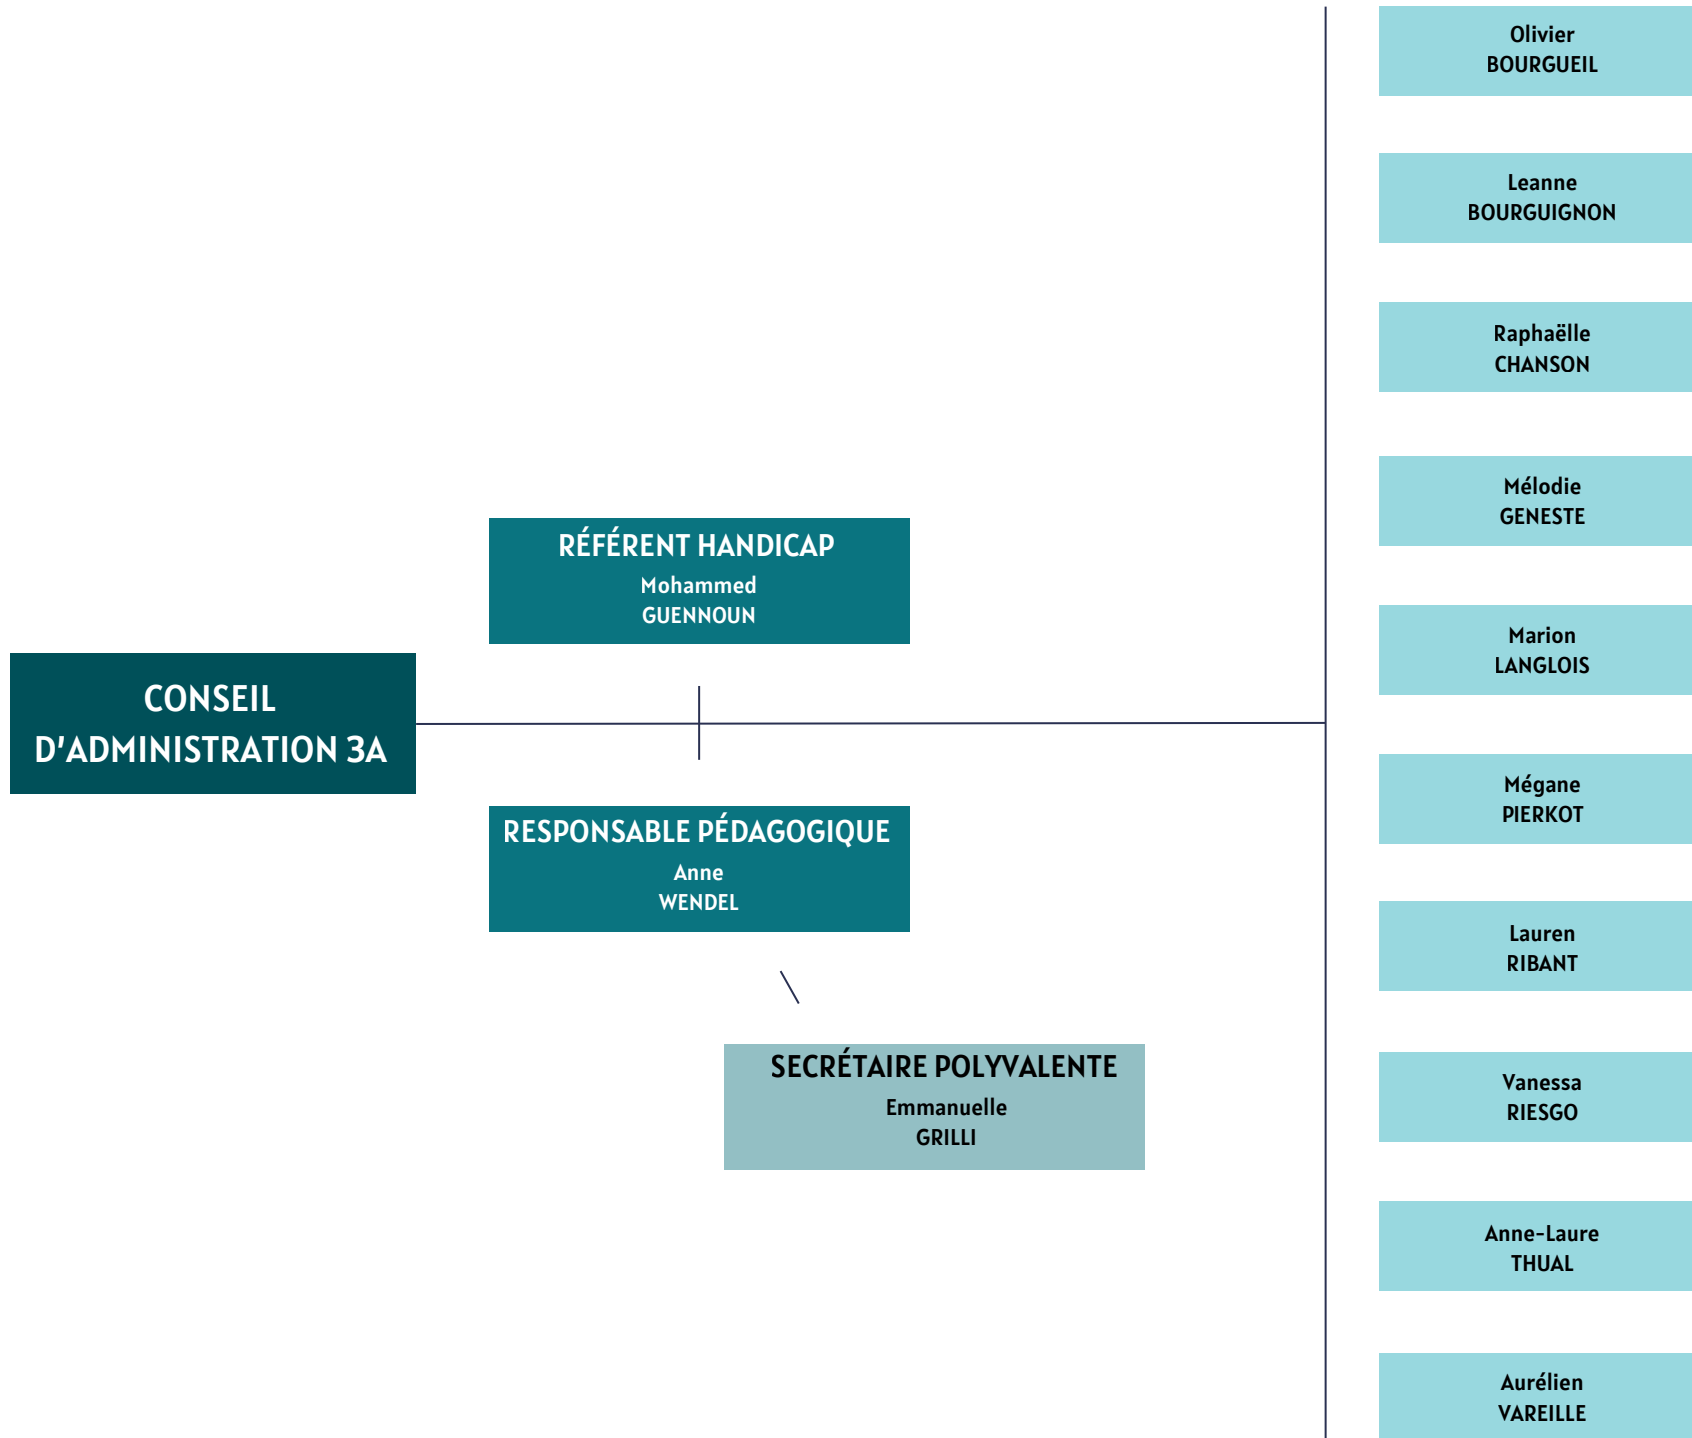 CONSEIL
D'ADMINISTRATION 3A
RÉFÉRENT HANDICAP
Mohammed
GUENNOUN
RESPONSABLE PÉDAGOGIQUE
Anne
WENDEL
SECRÉTAIRE POLYVALENTE
Emmanuelle
GRILLI
Olivier
BOURGUEIL
Leanne
BOURGUIGNON
Raphaëlle
CHANSON
Mélodie
GENESTE
Marion
LANGLOIS
Mégane
PIERKOT
Lauren
RIBANT
Vanessa
RIESGO
Anne-Laure
THUAL
Aurélien
VAREILLE